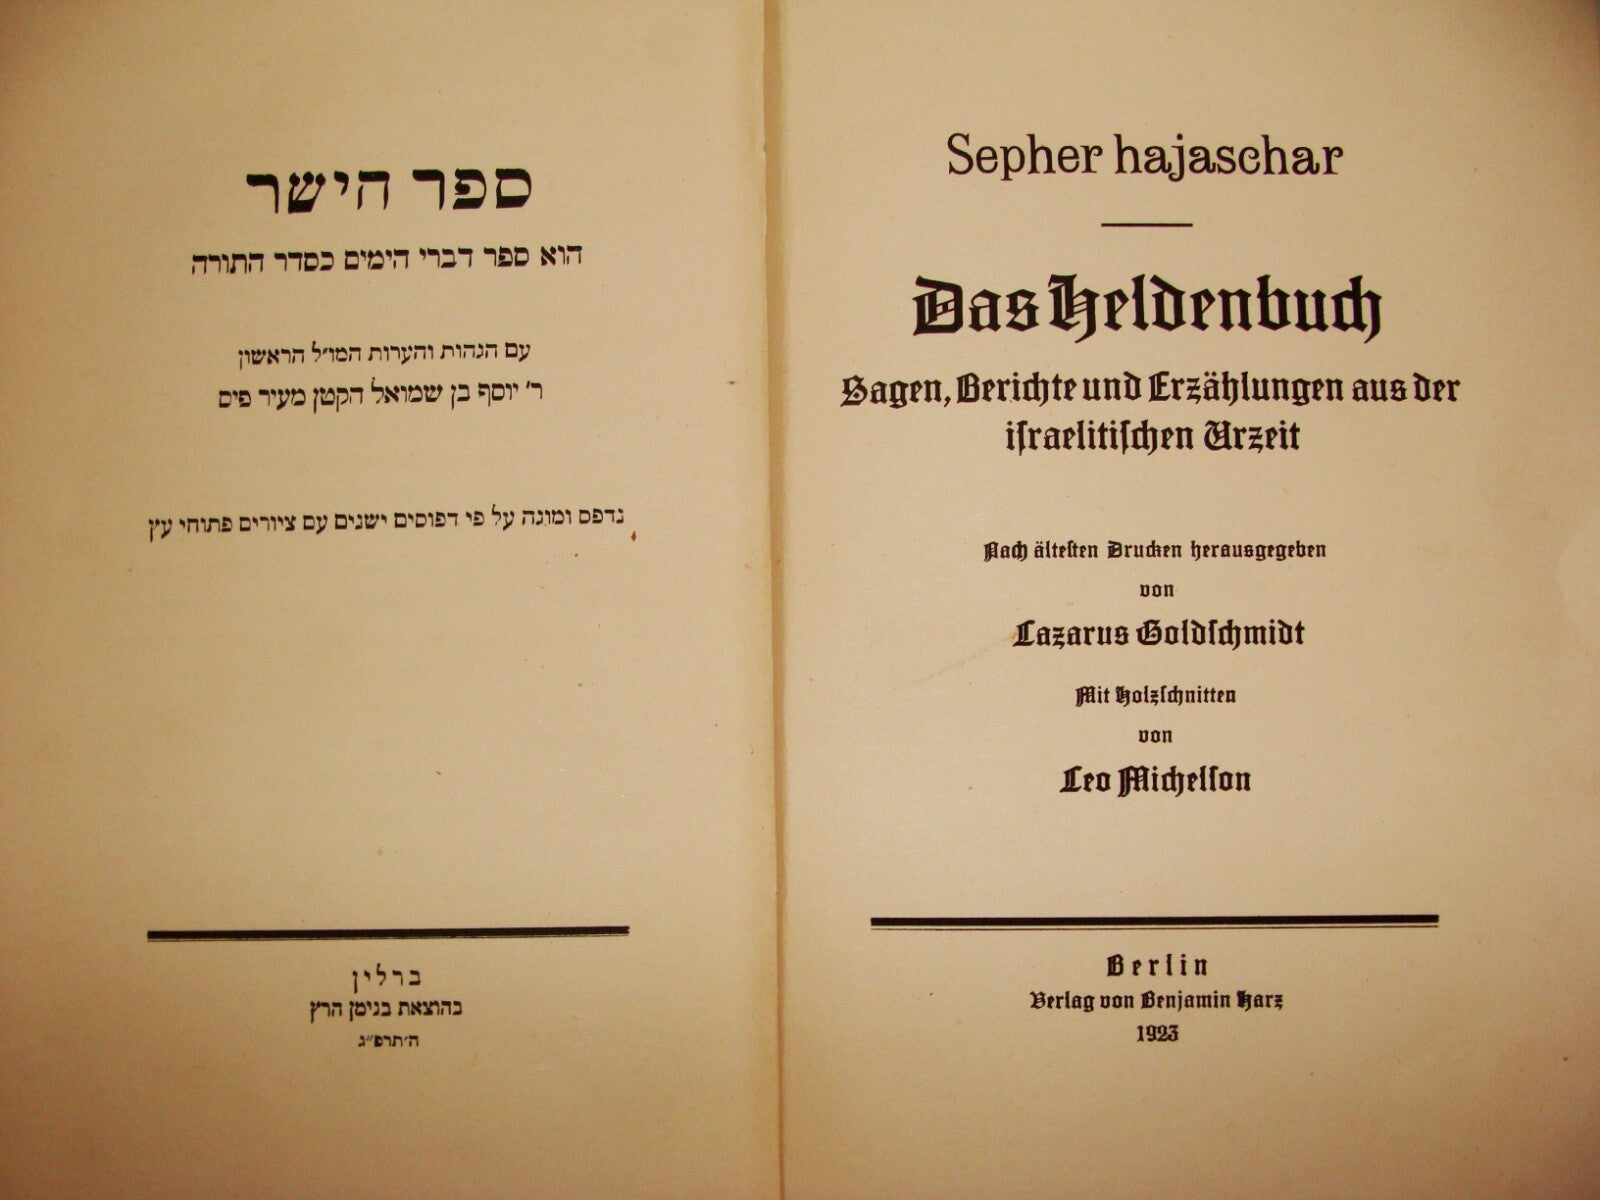 ספר הישר
הוא ספר דברי הימים כסדר התורה
עם הגהות והערות המו״ל הראשון
ר׳ יוסף בן שמואל הקטן מעיר פיס
נדפס ומוגה על פי דפוסים ישנים עם ציורים פתוחי עץ
ברלין
בהוצאת בנימן הרץ
ה׳תרפ״ג
Sepher hajaschar
Das Heldenbuch
Sagen, Berichte und Erzählungen aus der
iſraelitiſchen Urzeit
Nach älteſten Drucken herausgegeben
von
Lazarus Goldſchmidt
Mit Holzſchnitten
von
Leo Michelſon
Berlin
Verlag von Benjamin Harz
1923